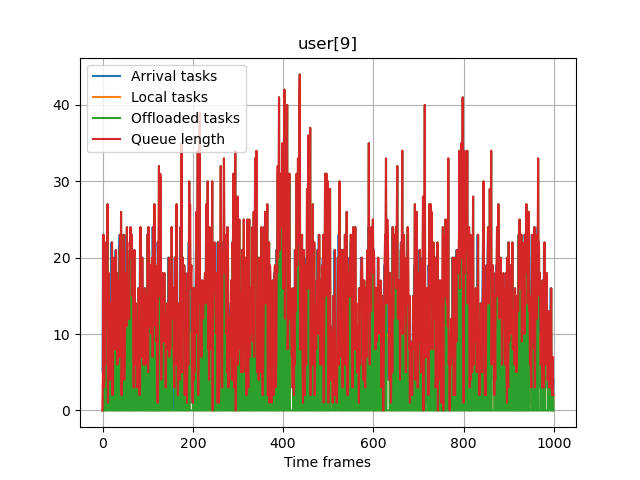 user[9]
Arrival tasks
Local tasks
Offloaded tasks
Queue length
40
30
20
10
0
0 200 400 600 800 1000
Time frames